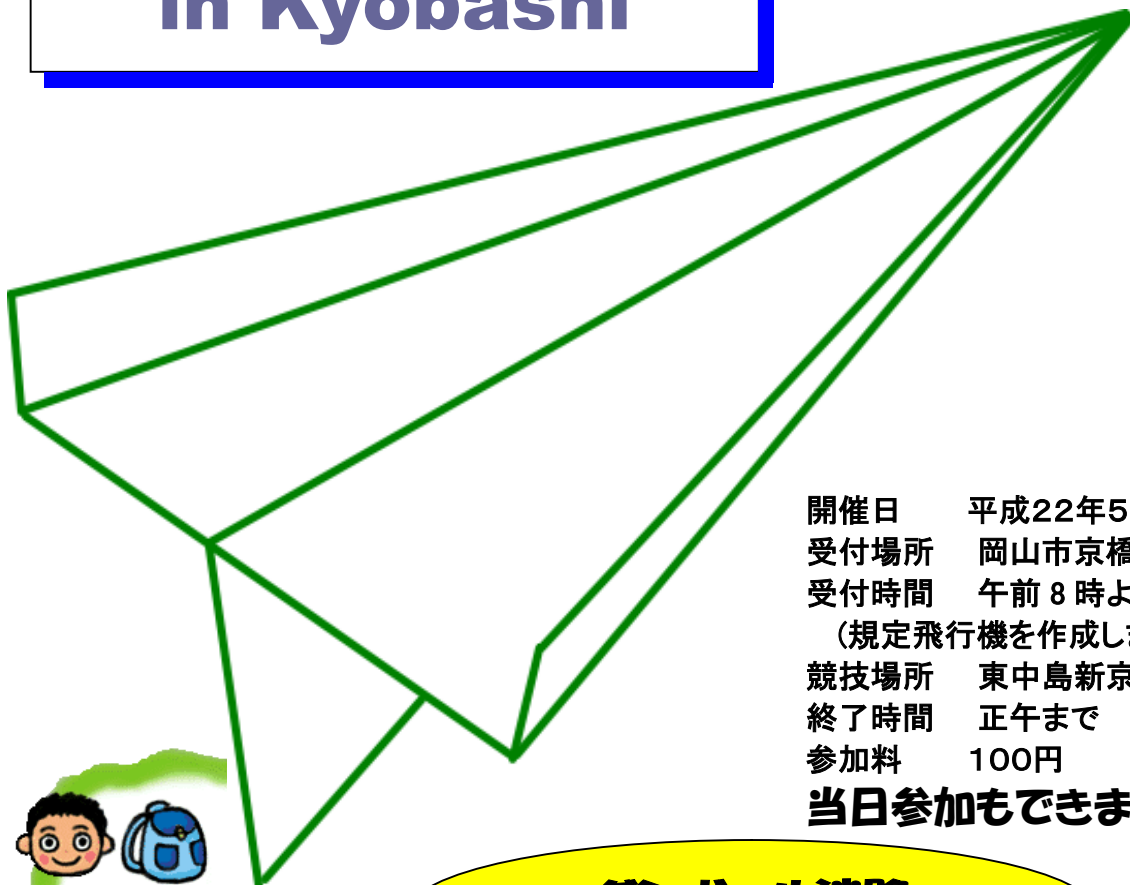 in Kyobashi
開催日 平成22年5
受付場所 岡山市京橋
受付時間 午前8時よ
(規定飛行機を作成しま
競技場所 東中島新京
終了時間 正午まで
参加料 100円
当日参加もできま